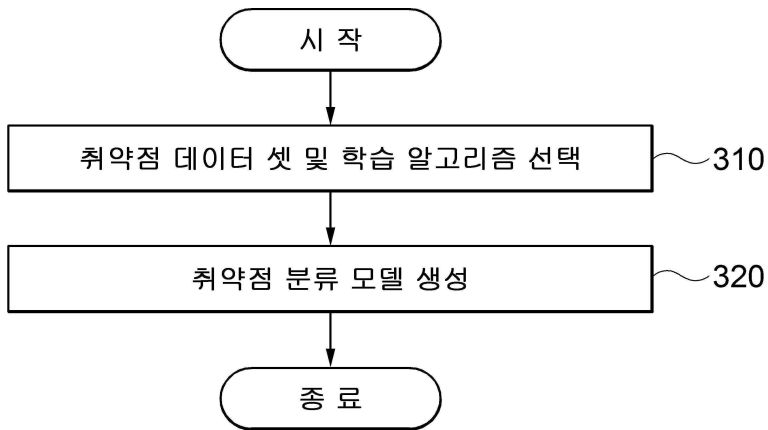 시 작
취약점 데이터 셋 및 학습 알고리즘 선택
310
취약점 분류 모델 생성
320
종 료